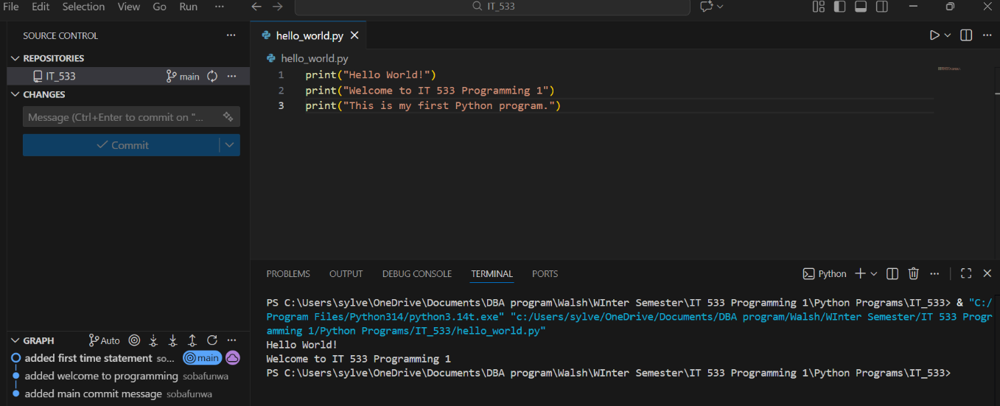 File Edit Selection View Go Run ··· IT_533
SOURCE CONTROL ···
REPOSITORIES
IT_533 main ···
CHANGES
Message (Ctrl+Enter to commit on "...
Commit
GRAPH Auto ···
added first time statement so... main
added welcome to programming sobafunwa
added main commit message sobafunwa
hello_world.py
hello_world.py
1 print("Hello World!")
2 print("Welcome to IT 533 Programming 1")
3 print("This is my first Python program.")
PROBLEMS OUTPUT DEBUG CONSOLE TERMINAL PORTS Python ···
PS C:\Users\sylve\OneDrive\Documents\DBA program\Walsh\WInter Semester\IT 533 Programming 1\Python Programs\IT_533> & "C:/
Program Files/Python314/python3.14t.exe" "c:/Users/sylve/OneDrive/Documents/DBA program/Walsh/WInter Semester/IT 533 Progr
amming 1/Python Programs/IT_533/hello_world.py"
Hello World!
Welcome to IT 533 Programming 1
PS C:\Users\sylve\OneDrive\Documents\DBA program\Walsh\WInter Semester\IT 533 Programming 1\Python Programs\IT_533>